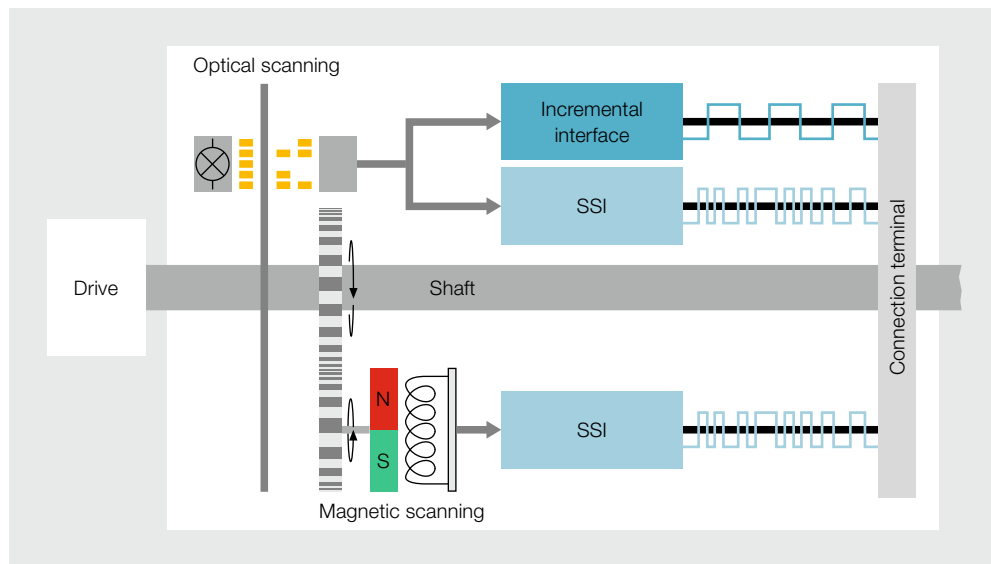 Optical scanning
Incremental
interface
SSI
Drive
Shaft
Connection terminal
N
S
SSI
Magnetic scanning